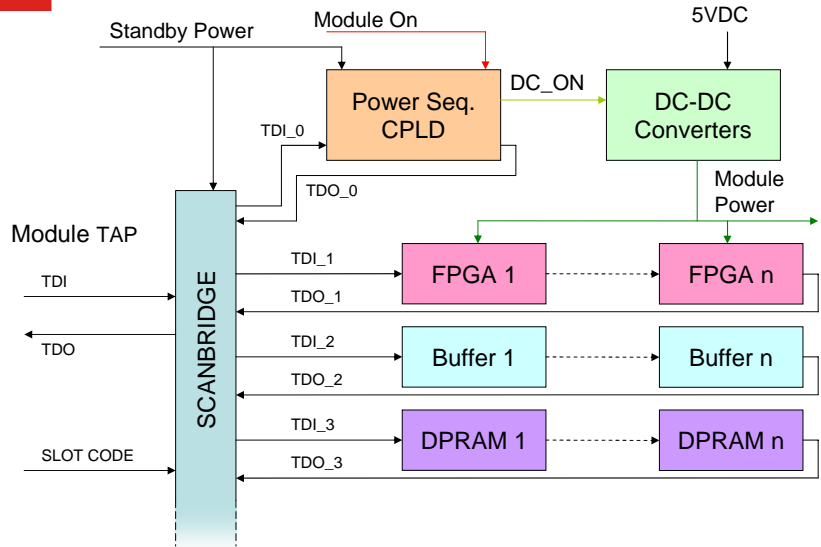 Standby Power
Module On
5VDC
Power Seq.
CPLD
DC_ON
DC-DC
Converters
TDI_0
TDO_0
Module
Power
Module TAP
SCANBRIDGE
TDI
TDO
SLOT CODE
TDI_1
FPGA 1
FPGA n
TDO_1
TDI_2
Buffer 1
Buffer n
TDO_2
TDI_3
DPRAM 1
DPRAM n
TDO_3